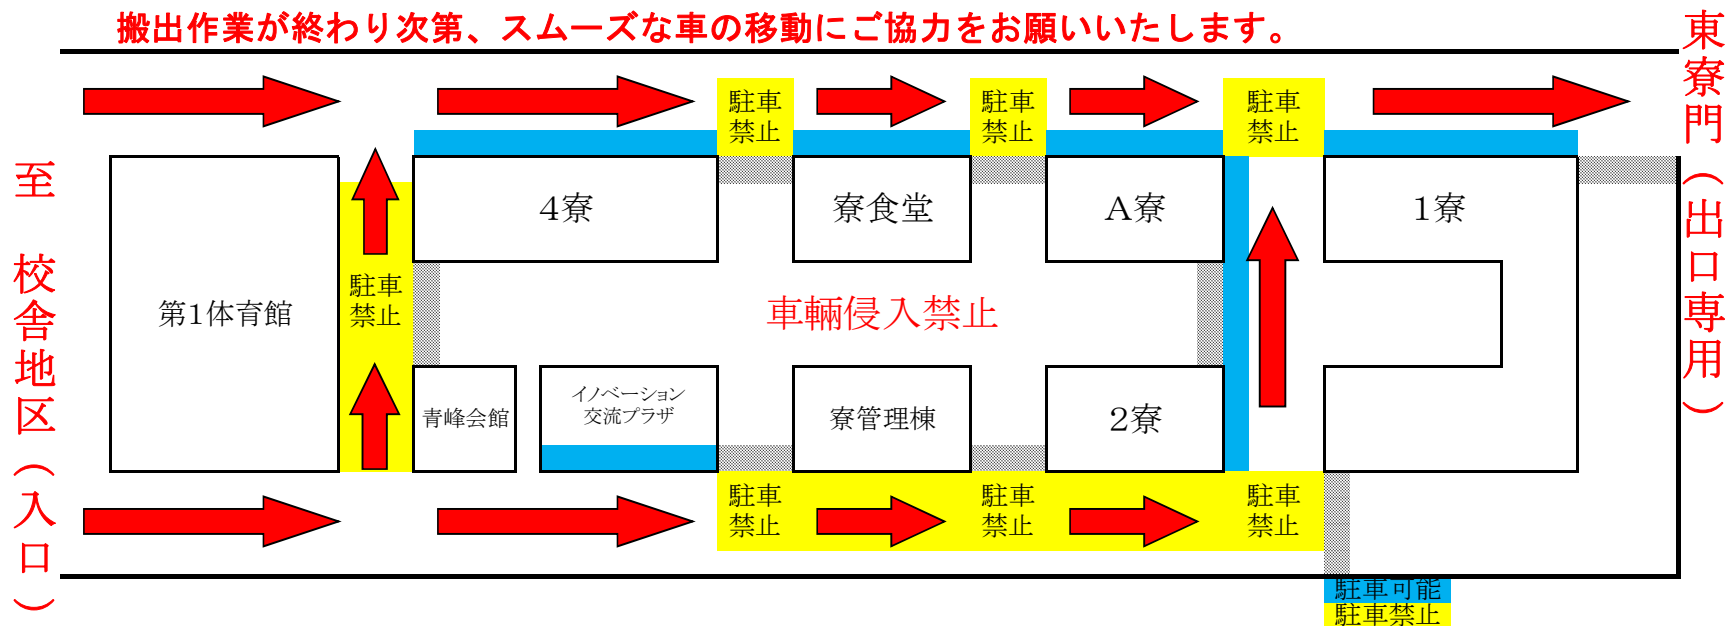 搬出作業が終わり次第、スムーズな車の移動にご協力をお願いいたします。
東寮門（出口専用）
至 校舎地区（入口）
駐車
禁止
駐車
禁止
駐車
禁止
4寮
寮食堂
A寮
1寮
第1体育館
駐車
禁止
車輛侵入禁止
青峰会館
イノベーション
交流プラザ
寮管理棟
2寮
駐車
禁止
駐車
禁止
駐車
禁止
駐車可能
駐車禁止